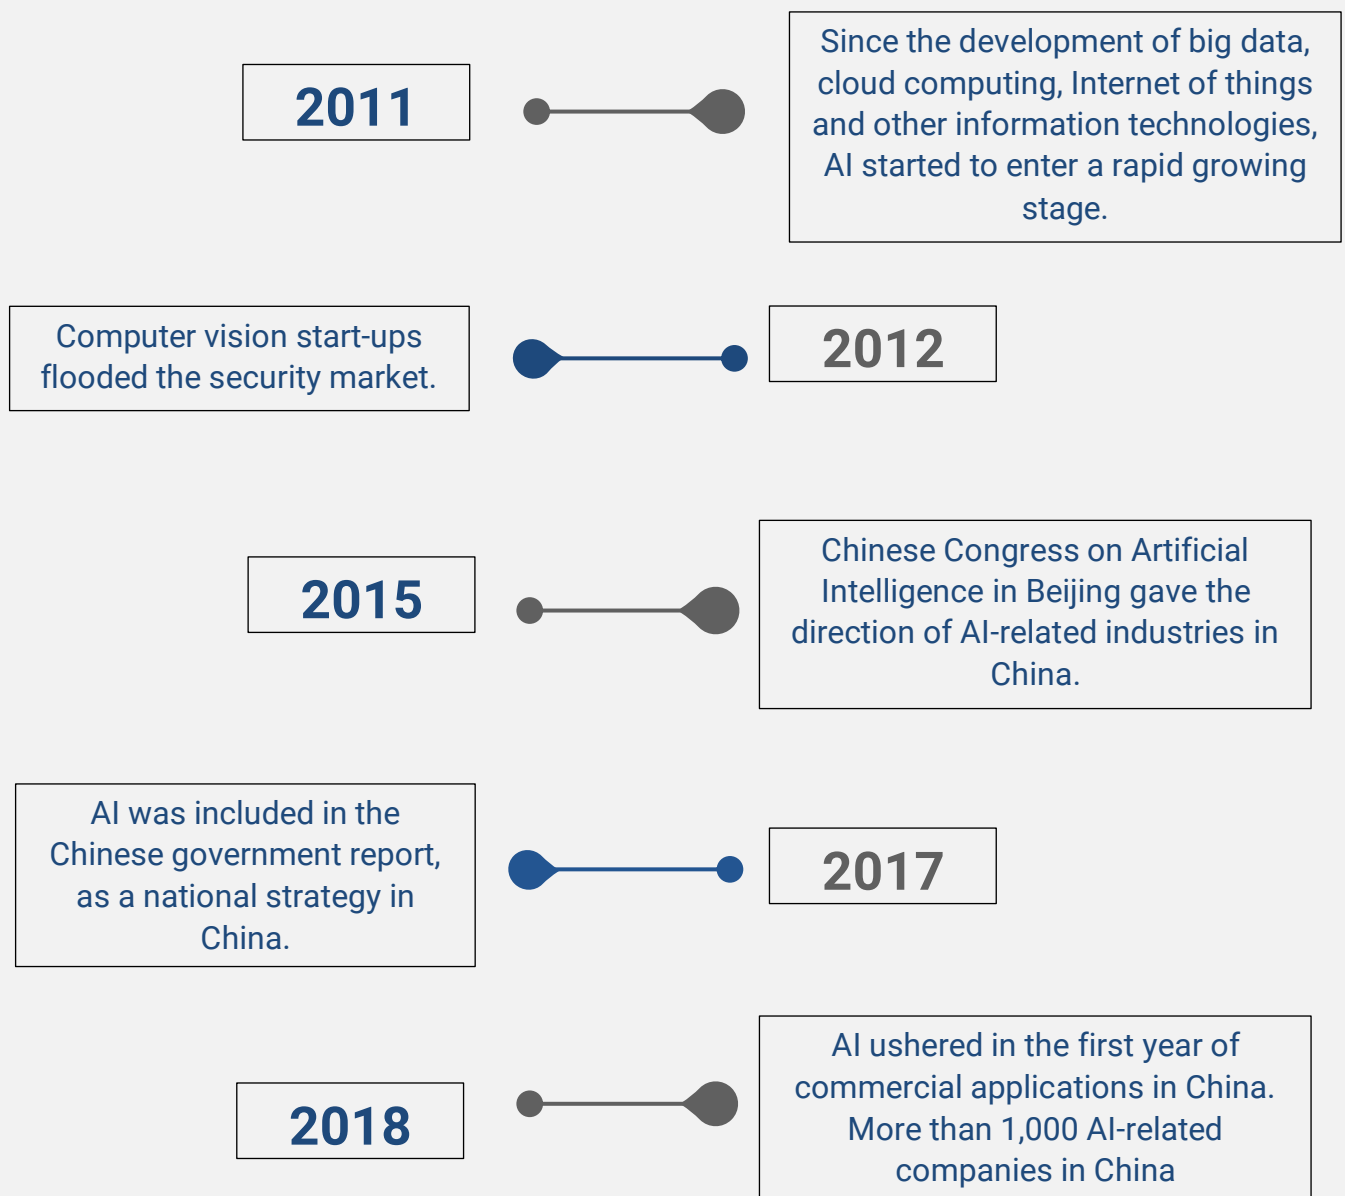 2011
Since the development of big data,
cloud computing, Internet of things
and other information technologies,
AI started to enter a rapid growing
stage.
Computer vision start-ups
flooded the security market.
2012
2015
Chinese Congress on Artificial
Intelligence in Beijing gave the
direction of AI-related industries in
China.
AI was included in the
Chinese government report,
as a national strategy in
China.
2017
2018
AI ushered in the first year of
commercial applications in China.
More than 1,000 AI-related
companies in China